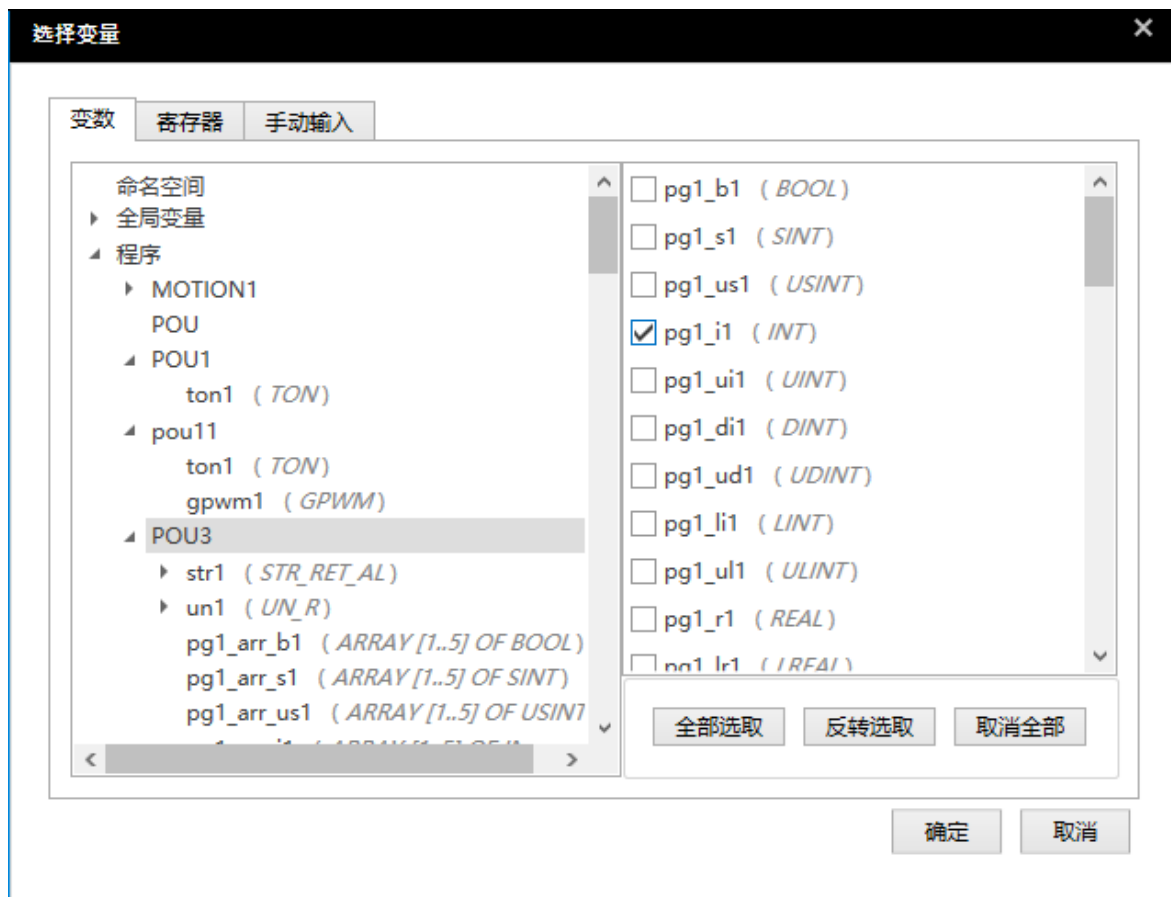 选择变量
变数 寄存器 手动输入
命名空间
全局变量
程序
MOTION1
POU
POU1
ton1 ( TON )
pou11
ton1 ( TON )
gpwm1 ( GPWM )
POU3
str1 ( STR_RET_AL )
un1 ( UN_R )
pg1_arr_b1 ( ARRAY [1..5] OF BOOL )
pg1_arr_s1 ( ARRAY [1..5] OF SINT )
pg1_arr_us1 ( ARRAY [1..5] OF USINT
pg1_b1 ( BOOL )
pg1_s1 ( SINT )
pg1_us1 ( USINT )
pg1_i1 ( INT )
pg1_ui1 ( UINT )
pg1_di1 ( DINT )
pg1_ud1 ( UDINT )
pg1_li1 ( LINT )
pg1_ul1 ( ULINT )
pg1_r1 ( REAL )
pg1_lr1 ( LREAL )
全部选取 反转选取 取消全部
确定 取消